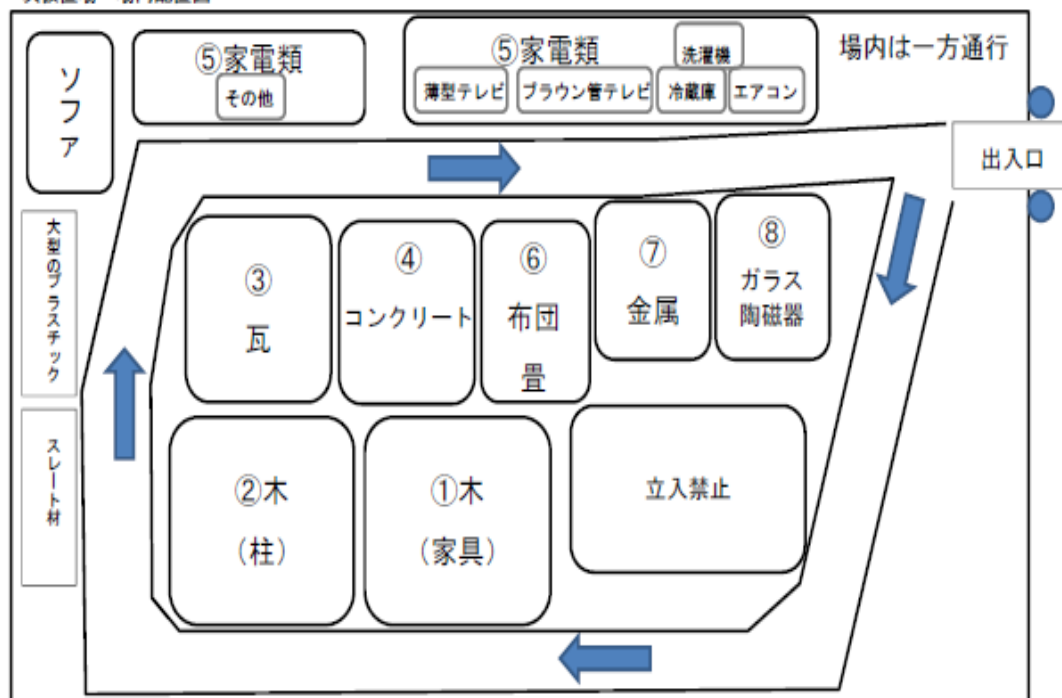 ⑤家電類
その他
⑤家電類
洗濯機
薄型テレビ
ブラウン管テレビ
冷蔵庫
エアコン
場内は一方通行
出入口
ソファ
大型のプラスチック
スレート材
③
瓦
④
コンクリート
⑥
布団
畳
⑦
金属
⑧
ガラス
陶磁器
②木
（柱）
①木
（家具）
立入禁止